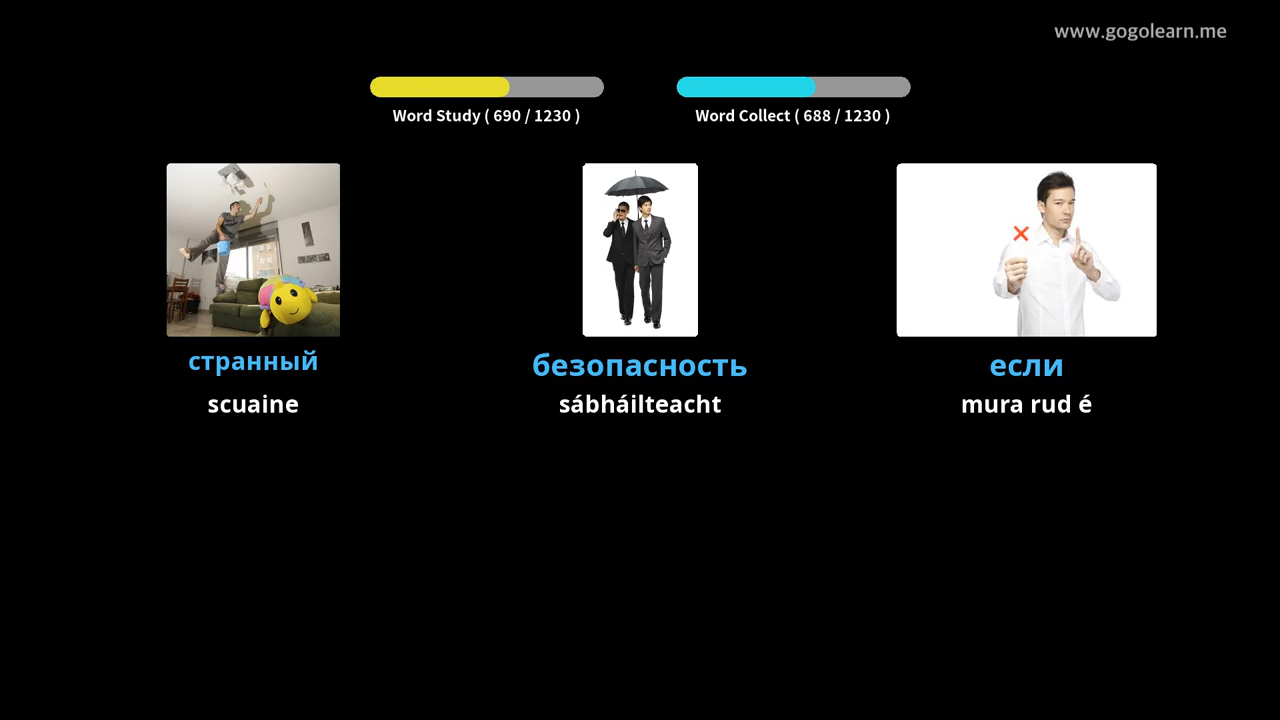 www.gogolearn.me
Word Study ( 690 / 1230 )
Word Collect ( 688 / 1230 )
странный
безопасность
если
scuaine
sábháilteacht
mura rud é